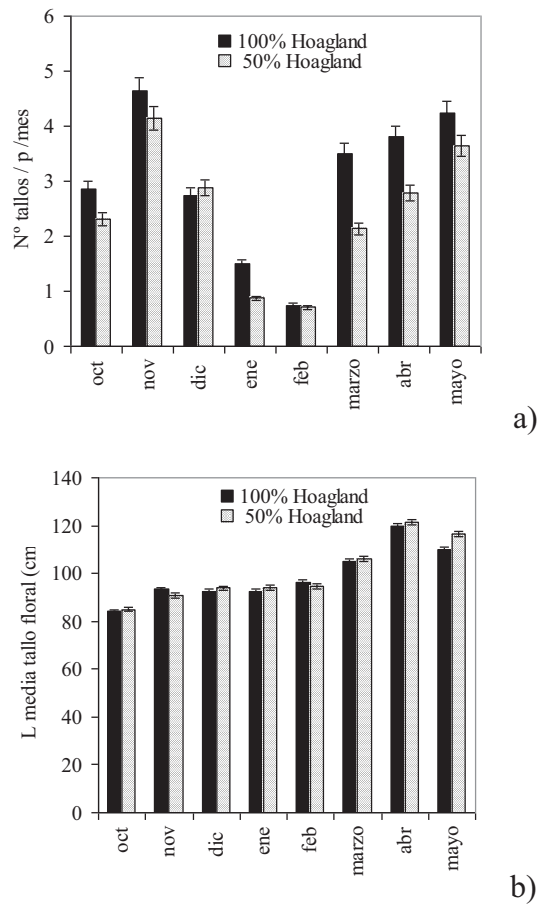 6
5
4
3
2
1
0
Nº tallos / p /mes
100% Hoagland
50% Hoagland
oct
nov
dic
ene
feb
marzo
abr
mayo
a)
140
120
100
80
60
40
20
0
L media tallo floral (cm
100% Hoagland
50% Hoagland
oct
nov
dic
ene
feb
marzo
abr
mayo
b)